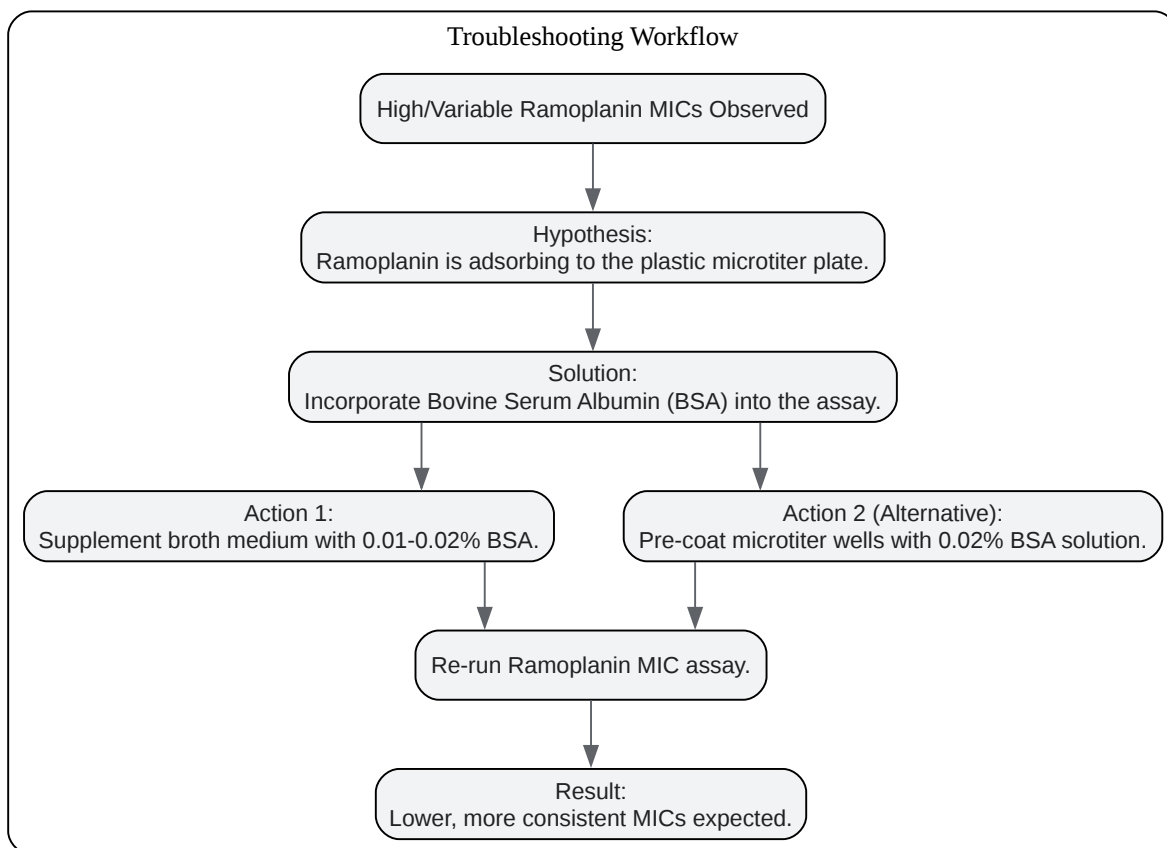 Troubleshooting Workflow
High/Variable Ramoplanin MICs Observed
Hypothesis:
Ramoplanin is adsorbing to the plastic microtiter plate.
Solution:
Incorporate Bovine Serum Albumin (BSA) into the assay.
Action 1:
Supplement broth medium with 0.01-0.02% BSA.
Action 2 (Alternative):
Pre-coat microtiter wells with 0.02% BSA solution.
Re-run Ramoplanin MIC assay.
Result:
Lower, more consistent MICs expected.